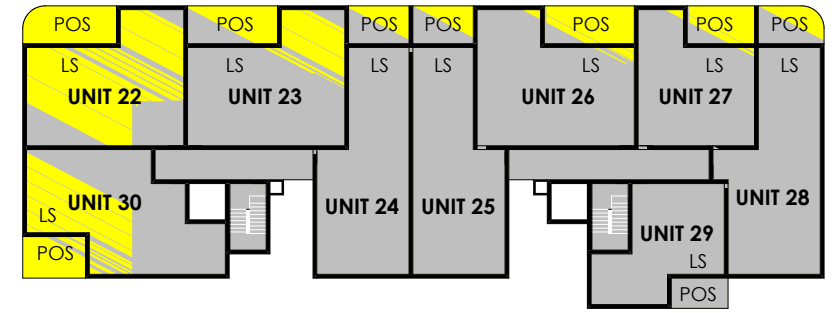 POS POS POS POS POS POS POS
LS LS LS LS LS LS LS
UNIT 22 UNIT 23 UNIT 26 UNIT 27
UNIT 30 UNIT 24 UNIT 25 UNIT 28
LS UNIT 29
POS LS
POS